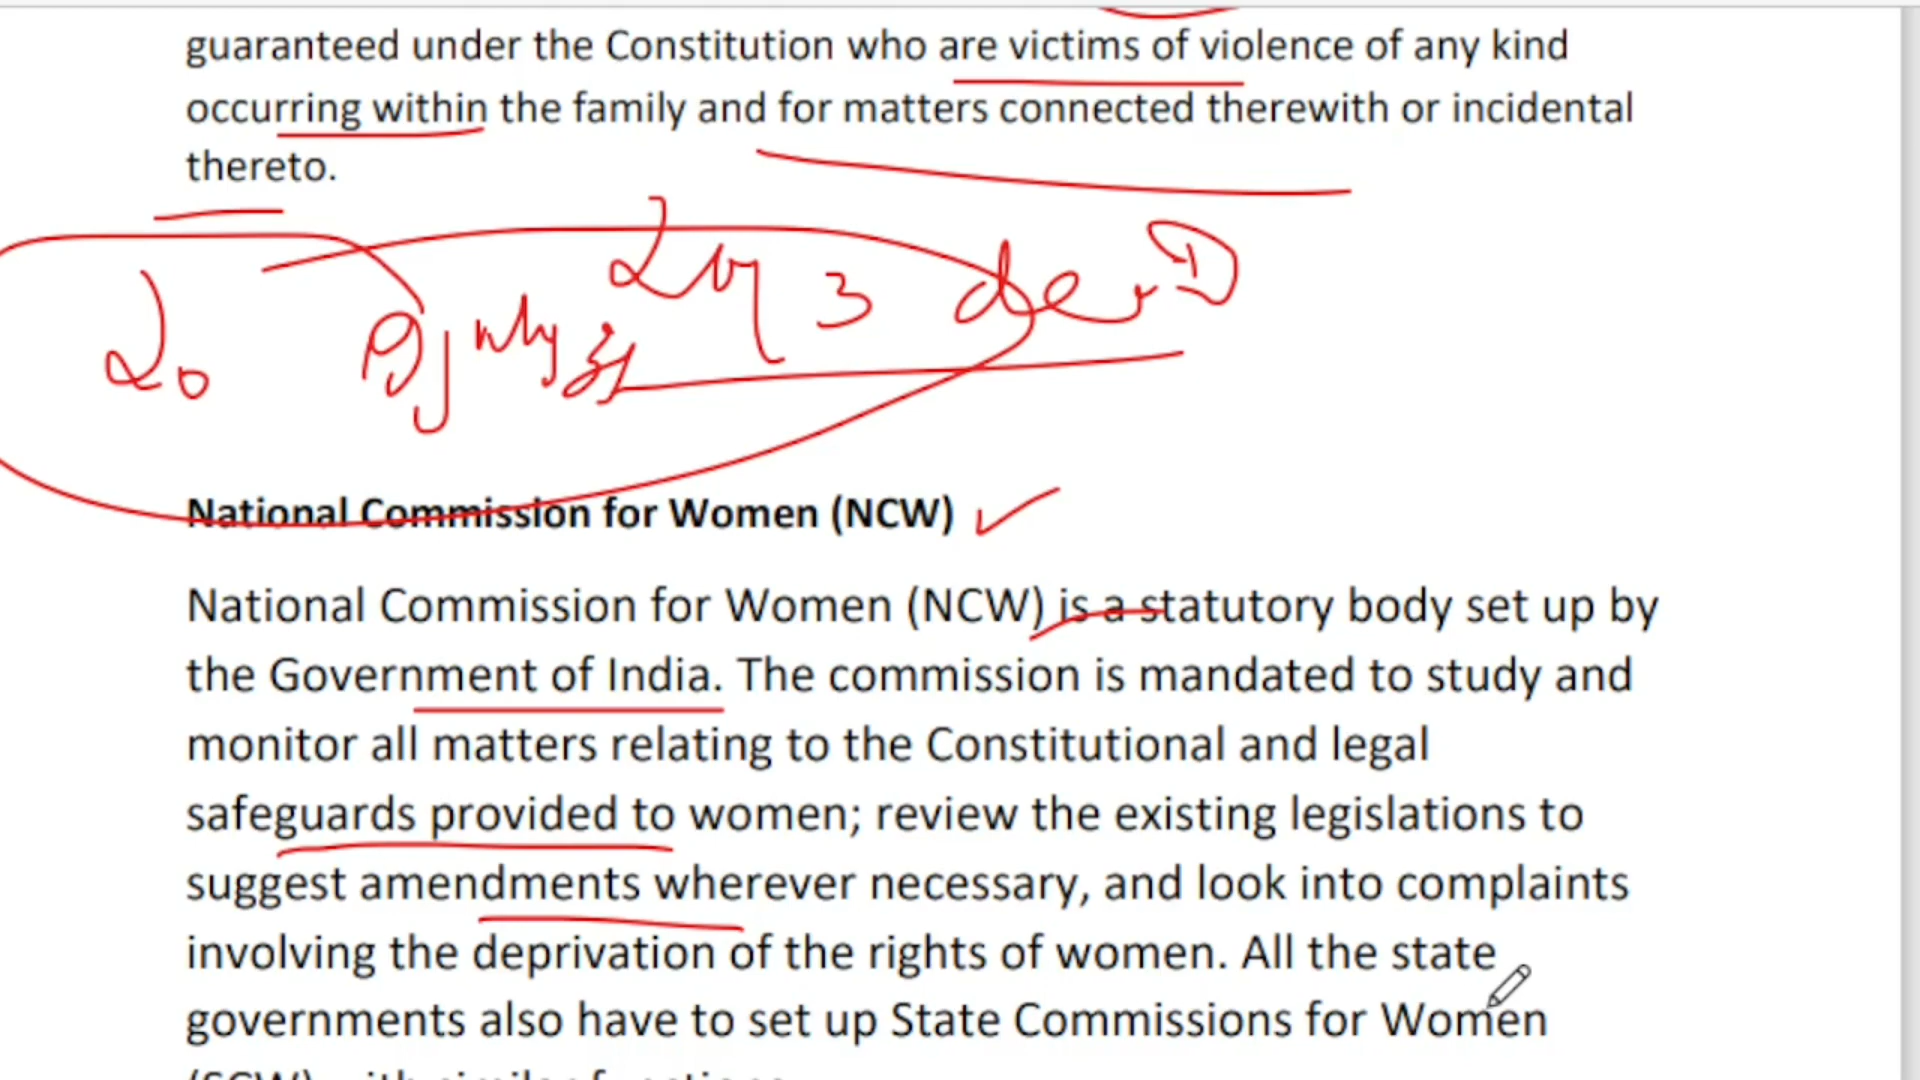 guaranteed under the Constitution who are victims of violence of any kind
occurring within the family and for matters connected therewith or incidental
thereto.
National Commission for Women (NCW)
National Commission for Women (NCW) is a statutory body set up by
the Government of India. The commission is mandated to study and
monitor all matters relating to the Constitutional and legal
safeguards provided to women; review the existing legislations to
suggest amendments wherever necessary, and look into complaints
involving the deprivation of the rights of women. All the state
governments also have to set up State Commissions for Women